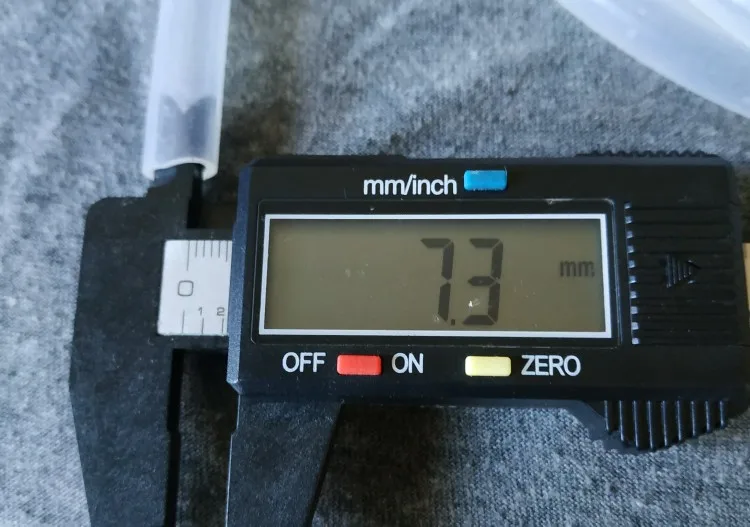 mm/inch
7.3 mm
0
1 2
OFF ON ZERO